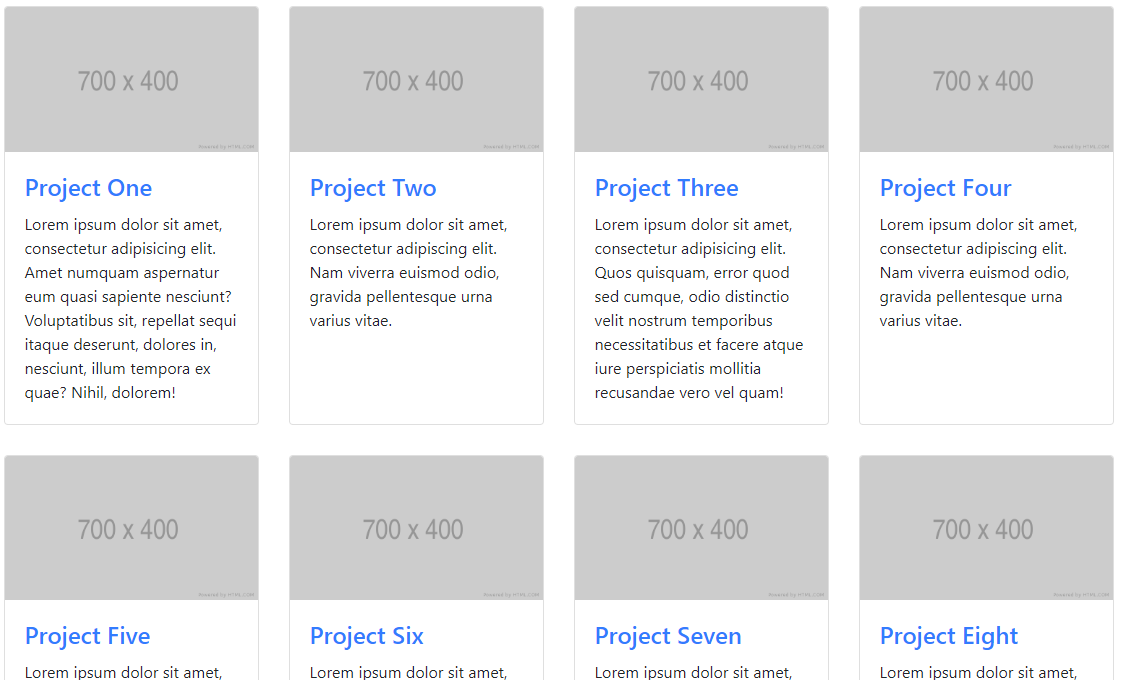 700 x 400
Powered by HTML.COM
Project One
Lorem ipsum dolor sit amet,
consectetur adipisicing elit.
Amet numquam aspernatur
eum quasi sapiente nesciunt?
Voluptatibus sit, repellat sequi
itaque deserunt, dolores in,
nesciunt, illum tempora ex
quae? Nihil, dolorem!
700 x 400
Powered by HTML.COM
Project Two
Lorem ipsum dolor sit amet,
consectetur adipiscing elit.
Nam viverra euismod odio,
gravida pellentesque urna
varius vitae.
700 x 400
Powered by HTML.COM
Project Three
Lorem ipsum dolor sit amet,
consectetur adipisicing elit.
Quos quisquam, error quod
sed cumque, odio distinctio
velit nostrum temporibus
necessitatibus et facere atque
iure perspiciatis mollitia
recusandae vero vel quam!
700 x 400
Powered by HTML.COM
Project Four
Lorem ipsum dolor sit amet,
consectetur adipiscing elit.
Nam viverra euismod odio,
gravida pellentesque urna
varius vitae.
700 x 400
Powered by HTML.COM
Project Five
Lorem ipsum dolor sit amet,
700 x 400
Powered by HTML.COM
Project Six
Lorem ipsum dolor sit amet,
700 x 400
Powered by HTML.COM
Project Seven
Lorem ipsum dolor sit amet,
700 x 400
Powered by HTML.COM
Project Eight
Lorem ipsum dolor sit amet,